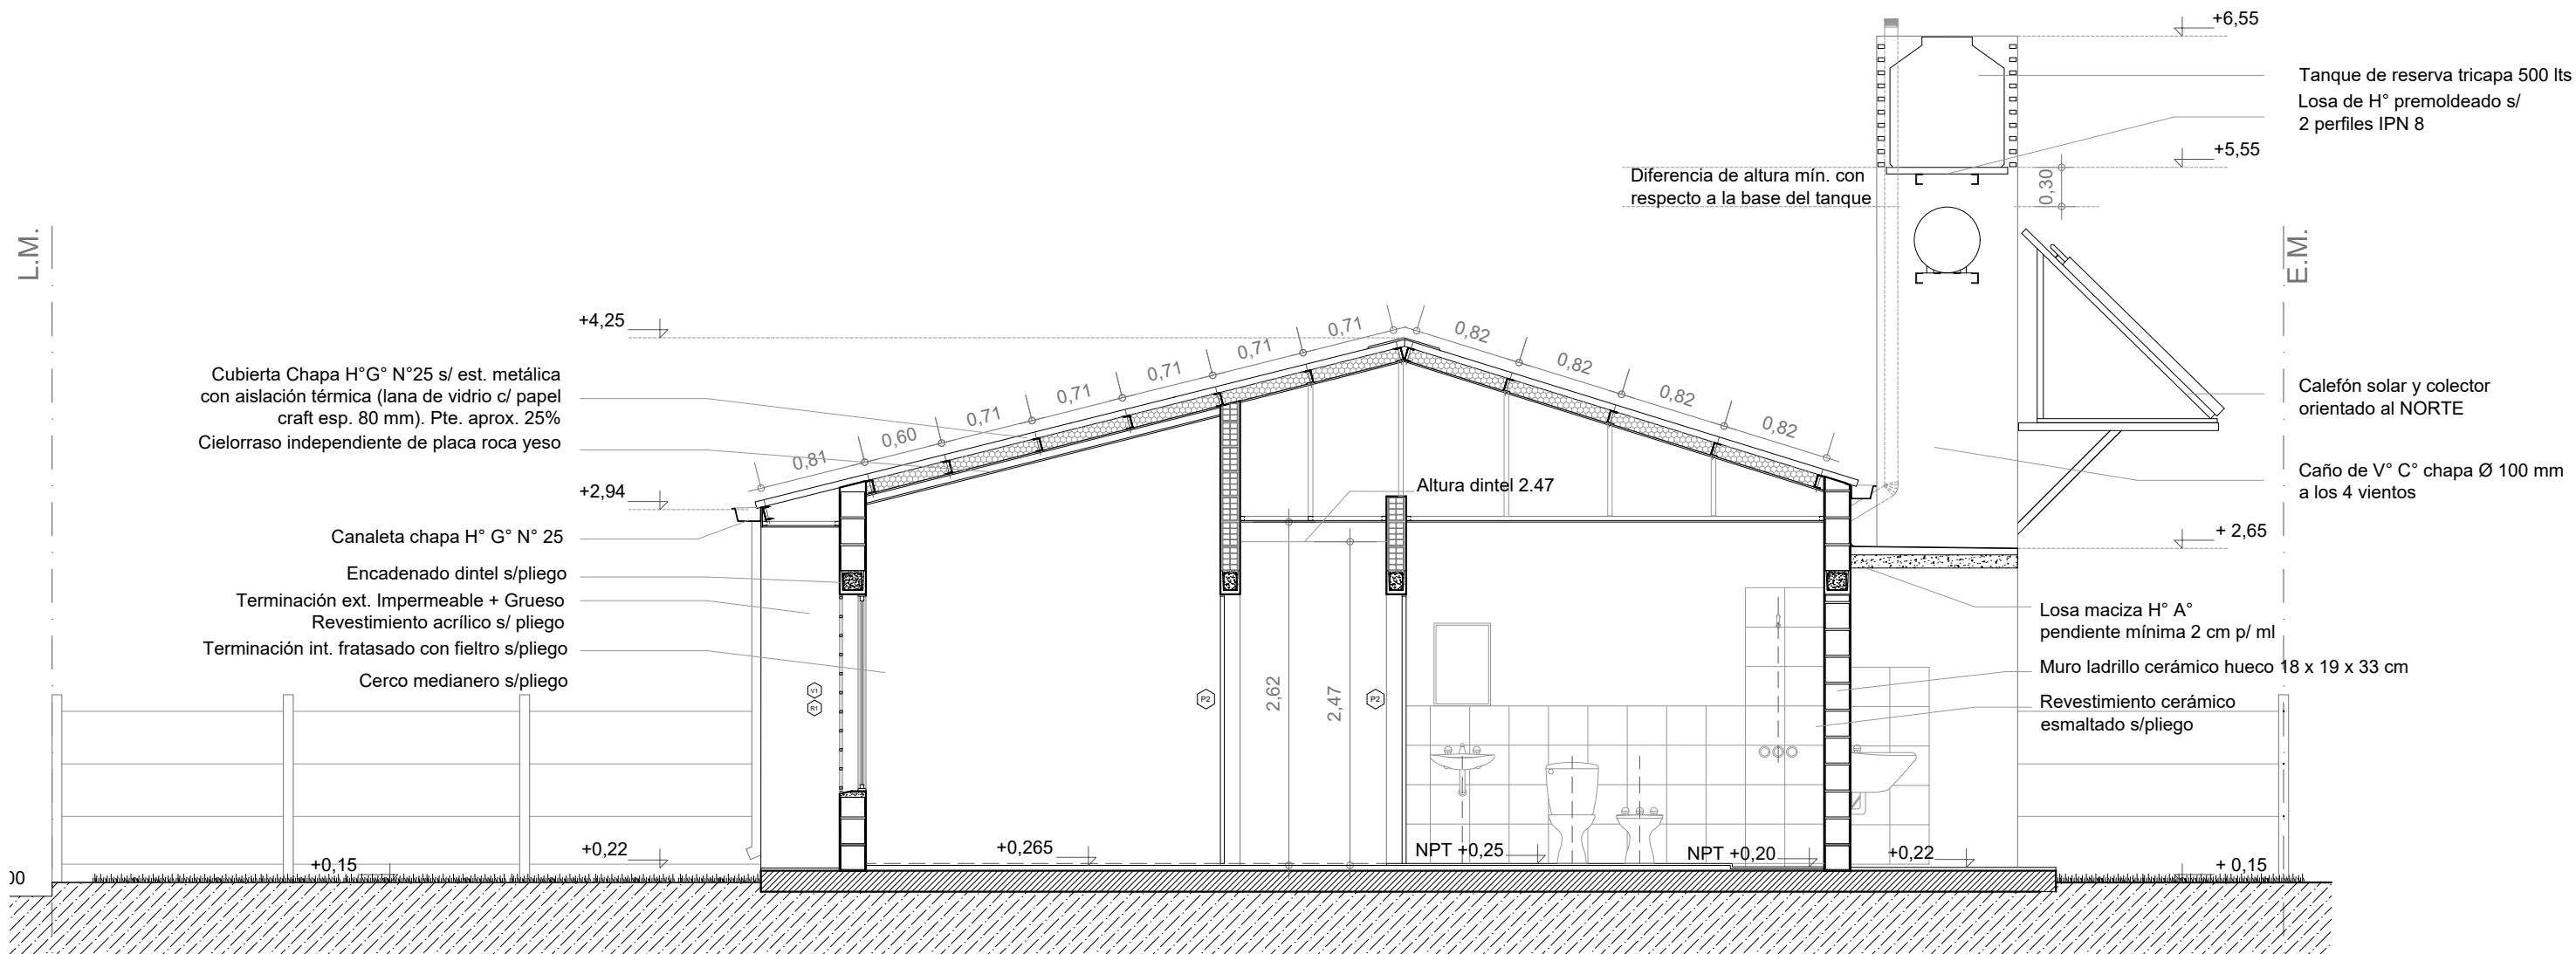 +6,55
Tanque de reserva tricapa 500 lts
Losa de H° premoldeado s/
2 perfiles IPN 8
+5,55
Diferencia de altura mín. con
respecto a la base del tanque
0,30
L.M.
E.M.
+4,25
0,71
0,82
0,71
0,82
0,71
0,82
0,71
0,82
0,71
0,60
0,81
Cubierta Chapa H°G° N°25 s/ est. metálica
con aislación térmica (lana de vidrio c/ papel
craft esp. 80 mm). Pte. aprox. 25%
Cielorraso independiente de placa roca yeso
Calefón solar y colector
orientado al NORTE
Caño de V° C° chapa Ø 100 mm
a los 4 vientos
+2,94
Altura dintel 2.47
Canaleta chapa H° G° N° 25
+ 2,65
Encadenado dintel s/pliego
Terminación ext. Impermeable + Grueso
Revestimiento acrílico s/ pliego
Terminación int. fratasado con fieltro s/pliego
Cerco medianero s/pliego
Losa maciza H° A°
pendiente mínima 2 cm p/ ml
Muro ladrillo cerámico hueco 18 x 19 x 33 cm
Revestimiento cerámico
esmaltado s/pliego
V1
R1
P2
2,62
2,47
P2
+0,15
+0,22
+0,265
NPT +0,25
NPT +0,20
+0,22
+ 0,15
00